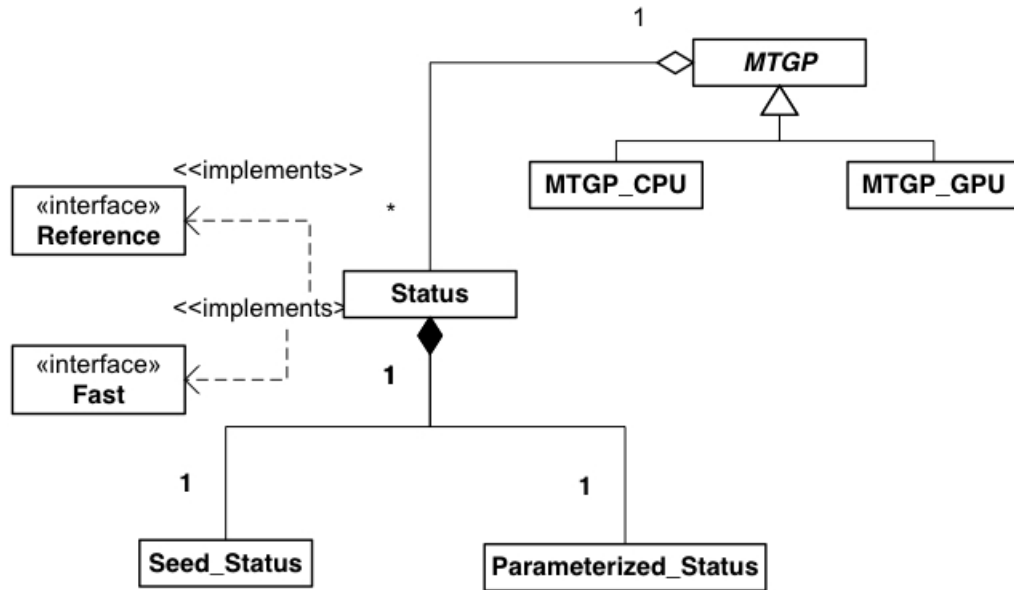 1
MTGP
<<implements>>
MTGP_CPU
MTGP_GPU
«interface»
Reference
*
<<implements>
Status
«interface»
Fast
1
1
1
Seed_Status
Parameterized_Status